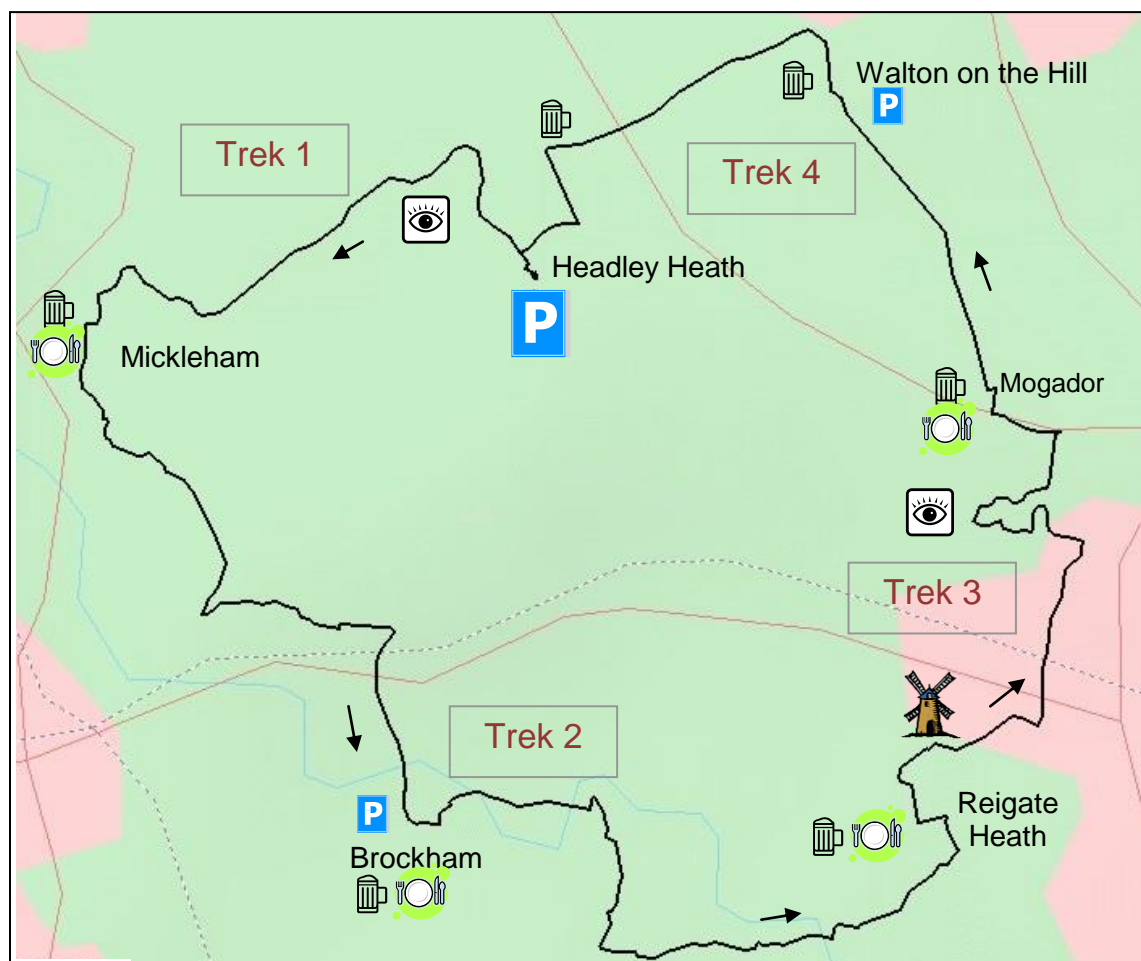 Walton on the Hill
P
Trek 1
Trek 4
Headley Heath
P
Mickleham
Mogador
Trek 3
Trek 2
P
Brockham
Reigate
Heath